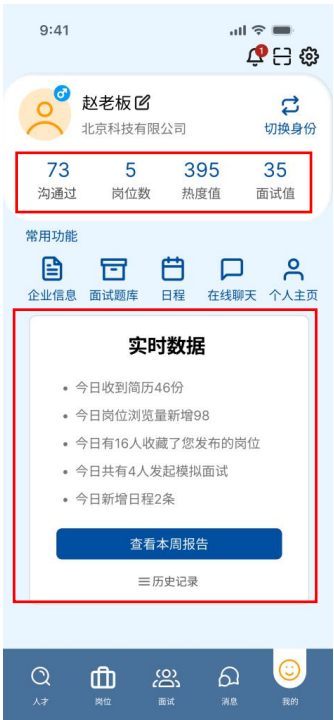 9:41
赵老板
北京科技有限公司
切换身份
73 5 395 35
沟通过 岗位数 热度值 面试值
常用功能
企业信息 面试题库 日程 在线聊天 个人主页
实时数据
• 今日收到简历46份
• 今日岗位浏览量新增98
• 今日有16人收藏了您发布的岗位
• 今日共有4人发起模拟面试
• 今日新增日程2条
查看本周报告
历史记录
人才 岗位 面试 消息 我的